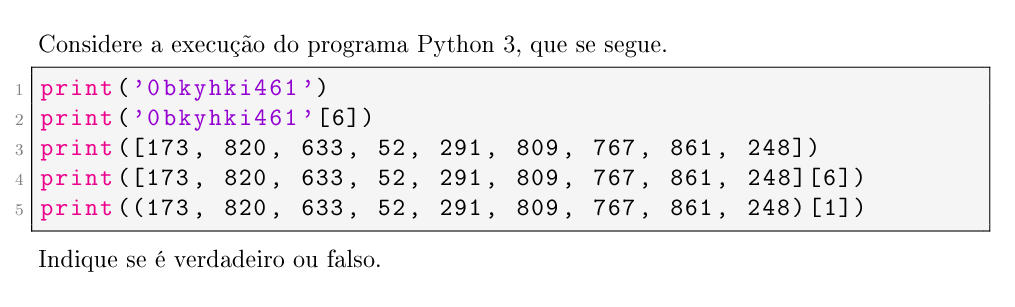 Considere a execução do programa Python 3, que se segue.
1 print('0bkyhki461')
2 print('0bkyhki461'[6])
3 print([173, 820, 633, 52, 291, 809, 767, 861, 248])
4 print([173, 820, 633, 52, 291, 809, 767, 861, 248][6])
5 print((173, 820, 633, 52, 291, 809, 767, 861, 248)[1])
Indique se é verdadeiro ou falso.